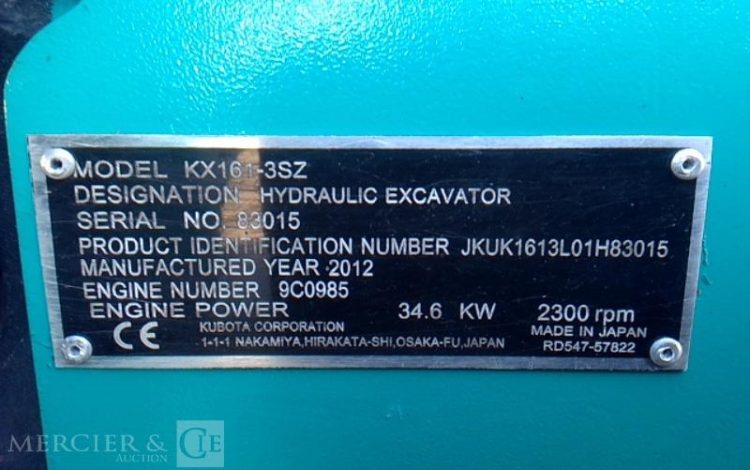 MODEL KX161-3SZ
DESIGNATION HYDRAULIC EXCAVATOR
SERIAL NO. 83015
PRODUCT IDENTIFICATION NUMBER JKUK1613L01H83015
MANUFACTURED YEAR 2012
ENGINE NUMBER 9C0985
ENGINE POWER 34.6 KW 2300 rpm
CE KUBOTA CORPORATION MADE IN JAPAN
1-1-1 NAKAMIYA,HIRAKATA-SHI,OSAKA-FU,JAPAN RD547-57822
MERCIER & CIE
AUCTION